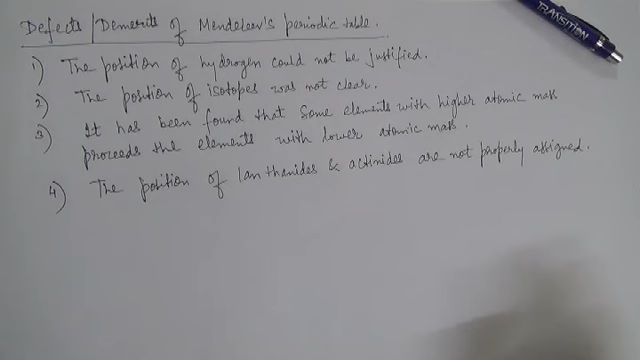 Defects/Demerits of Mendeleev's periodic table.
1) The position of hydrogen could not be justified.
2) The position of isotopes was not clear.
3) It has been found that some elements with higher atomic mass
proceeds the elements with lower atomic mass.
4) The position of lanthanides & actinides are not properly assigned.
TRANSITION